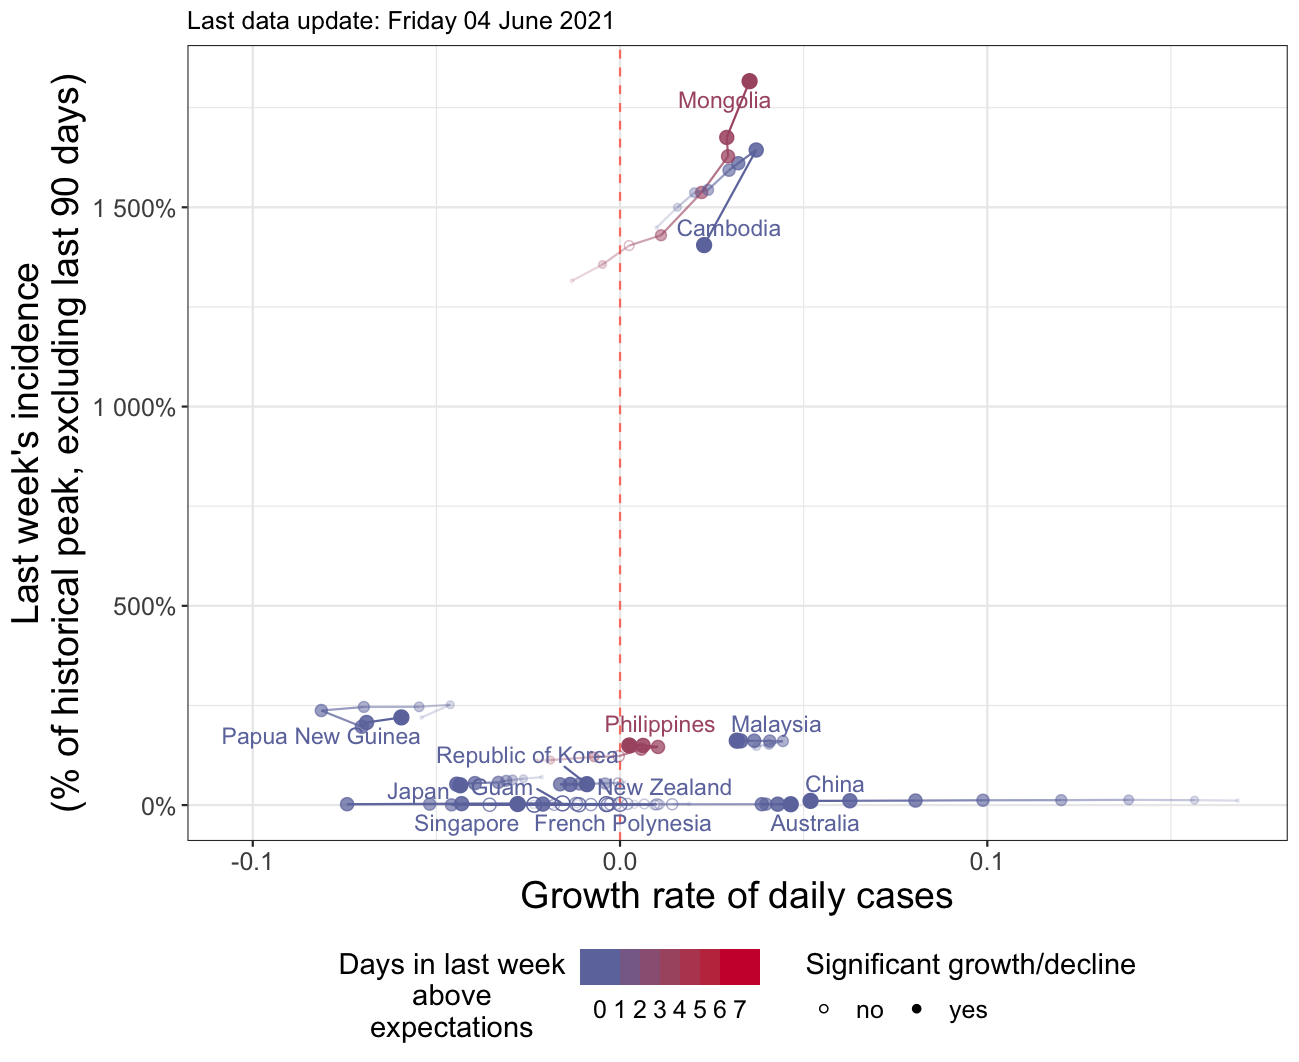 Last data update: Friday 04 June 2021
Last week's incidence
(% of historical peak, excluding last 90 days)
1 500%
1 000%
500%
0%
Mongolia
Cambodia
Papua New Guinea
Philippines
Malaysia
Republic of Korea
Japan
Guam
New Zealand
China
Singapore
French Polynesia
Australia
-0.1
0.0
0.1
Growth rate of daily cases
Days in last week
above
expectations
0 1 2 3 4 5 6 7
Significant growth/decline
no
yes